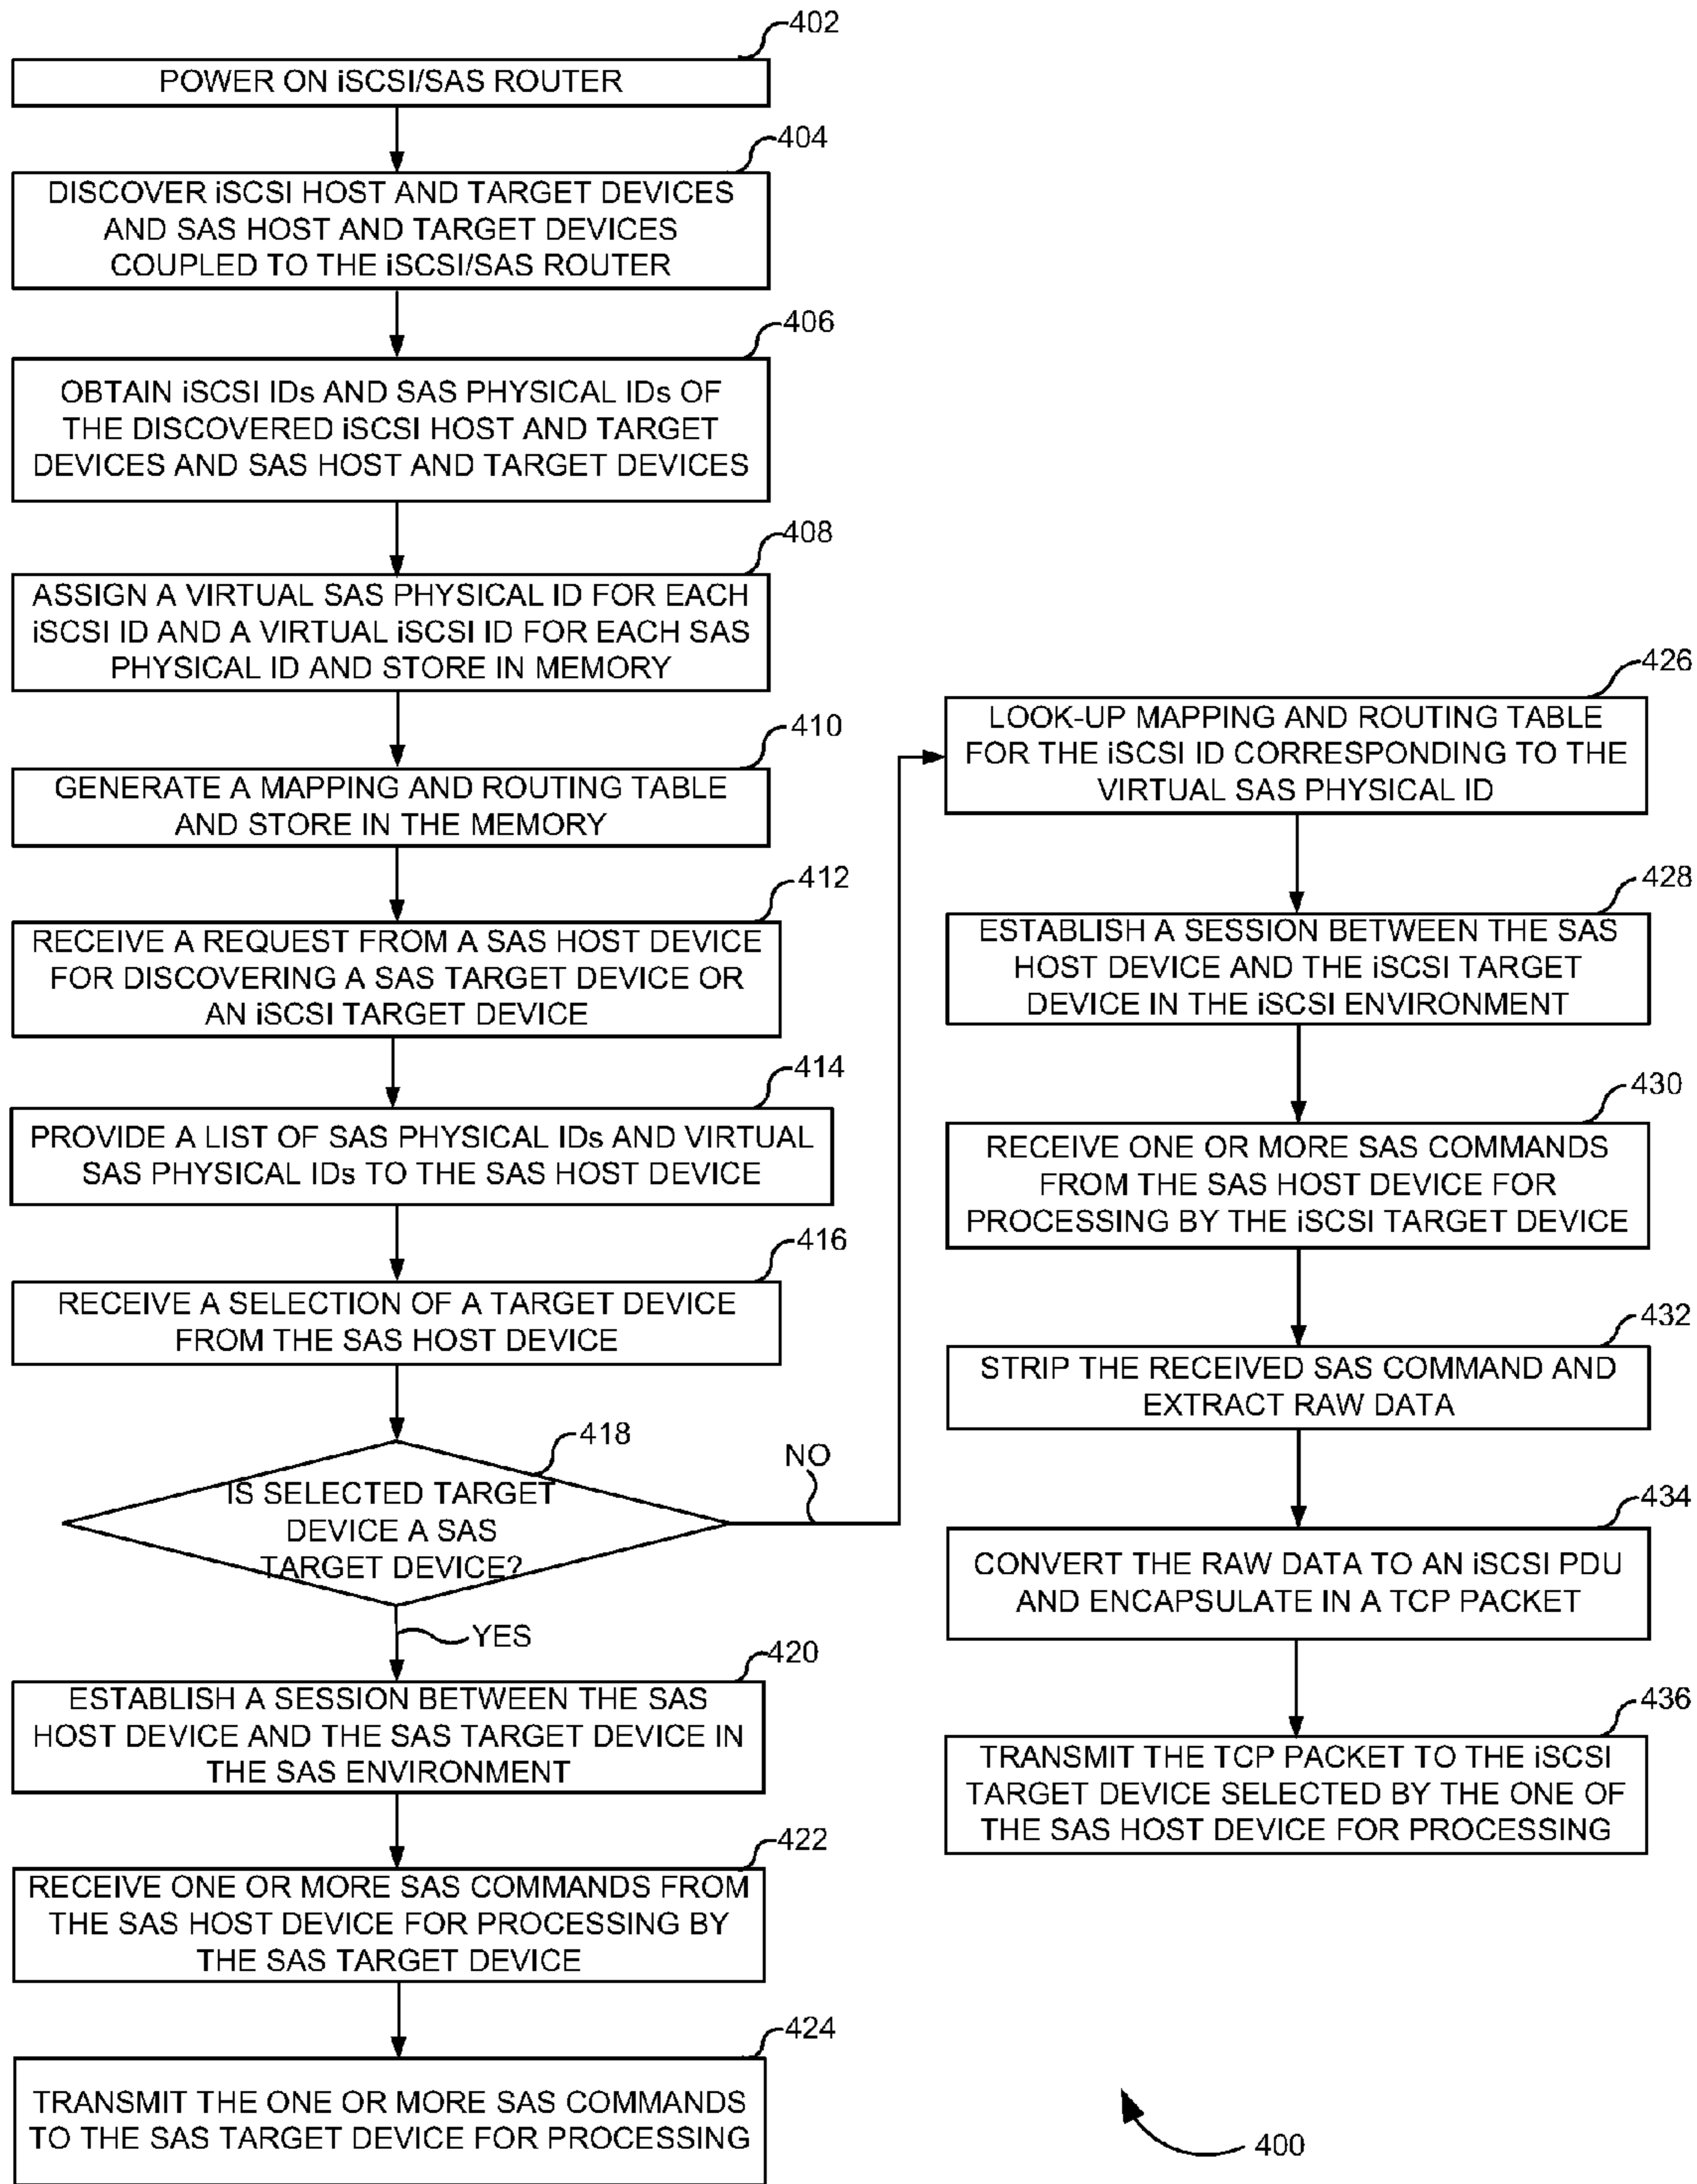 402
POWER ON iSCSI/SAS ROUTER
404
DISCOVER iSCSI HOST AND TARGET DEVICES
AND SAS HOST AND TARGET DEVICES
COUPLED TO THE iSCSI/SAS ROUTER
406
OBTAIN iSCSI IDs AND SAS PHYSICAL IDs OF
THE DISCOVERED iSCSI HOST AND TARGET
DEVICES AND SAS HOST AND TARGET DEVICES
408
ASSIGN A VIRTUAL SAS PHYSICAL ID FOR EACH
iSCSI ID AND A VIRTUAL iSCSI ID FOR EACH SAS
PHYSICAL ID AND STORE IN MEMORY
410
GENERATE A MAPPING AND ROUTING TABLE
AND STORE IN THE MEMORY
412
RECEIVE A REQUEST FROM A SAS HOST DEVICE
FOR DISCOVERING A SAS TARGET DEVICE OR
AN iSCSI TARGET DEVICE
414
PROVIDE A LIST OF SAS PHYSICAL IDs AND VIRTUAL
SAS PHYSICAL IDs TO THE SAS HOST DEVICE
416
RECEIVE A SELECTION OF A TARGET DEVICE
FROM THE SAS HOST DEVICE
418
IS SELECTED TARGET
DEVICE A SAS
TARGET DEVICE?
NO
YES
420
ESTABLISH A SESSION BETWEEN THE SAS
HOST DEVICE AND THE SAS TARGET DEVICE IN
THE SAS ENVIRONMENT
422
RECEIVE ONE OR MORE SAS COMMANDS FROM
THE SAS HOST DEVICE FOR PROCESSING BY
THE SAS TARGET DEVICE
424
TRANSMIT THE ONE OR MORE SAS COMMANDS
TO THE SAS TARGET DEVICE FOR PROCESSING
426
LOOK-UP MAPPING AND ROUTING TABLE
FOR THE iSCSI ID CORRESPONDING TO THE
VIRTUAL SAS PHYSICAL ID
428
ESTABLISH A SESSION BETWEEN THE SAS
HOST DEVICE AND THE iSCSI TARGET
DEVICE IN THE iSCSI ENVIRONMENT
430
RECEIVE ONE OR MORE SAS COMMANDS
FROM THE SAS HOST DEVICE FOR
PROCESSING BY THE iSCSI TARGET DEVICE
432
STRIP THE RECEIVED SAS COMMAND AND
EXTRACT RAW DATA
434
CONVERT THE RAW DATA TO AN iSCSI PDU
AND ENCAPSULATE IN A TCP PACKET
436
TRANSMIT THE TCP PACKET TO THE iSCSI
TARGET DEVICE SELECTED BY THE ONE OF
THE SAS HOST DEVICE FOR PROCESSING
400